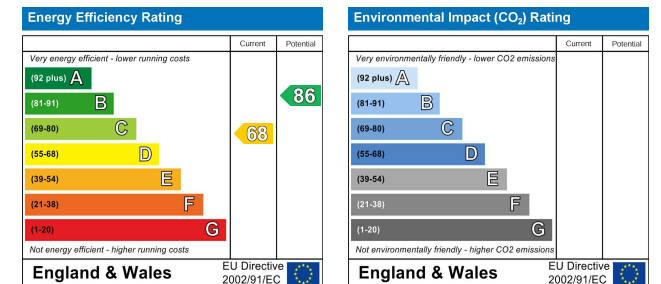 Energy Efficiency Rating
Current Potential
Very energy efficient - lower running costs
(92 plus) A
(81-91) B
(69-80) C
(55-68) D
(39-54) E
(21-38) F
(1-20) G
68
86
Not energy efficient - higher running costs
England & Wales
EU Directive
2002/91/EC
Environmental Impact (CO₂) Rating
Current Potential
Very environmentally friendly - lower CO2 emissions
(92 plus) A
(81-91) B
(69-80) C
(55-68) D
(39-54) E
(21-38) F
(1-20) G
Not environmentally friendly - higher CO2 emissions
England & Wales
EU Directive
2002/91/EC